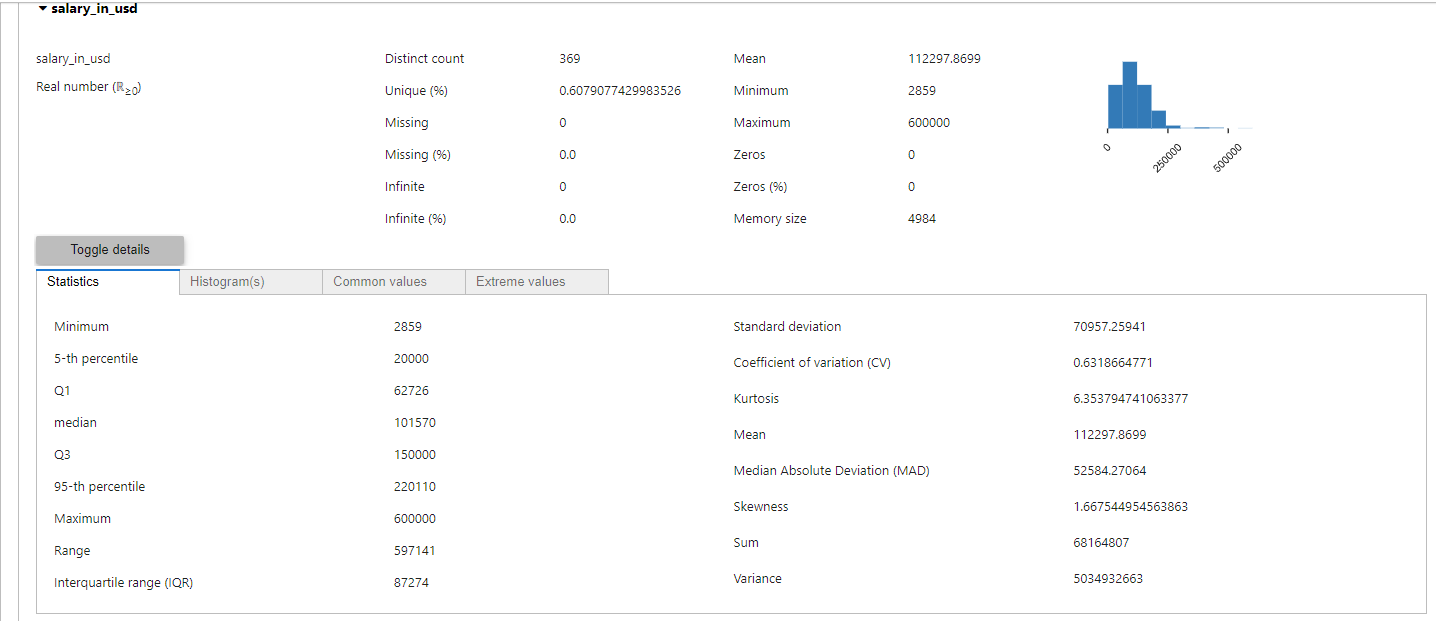 salary_in_usd
salary_in_usd
Real number (ℝ≥0)
Distinct count 369
Unique (%) 0.6079077429983526
Missing 0
Missing (%) 0.0
Infinite 0
Infinite (%) 0.0
Mean 112297.8699
Minimum 2859
Maximum 600000
Zeros 0
Zeros (%) 0
Memory size 4984
0 250000 500000
Toggle details
Statistics Histogram(s) Common values Extreme values
Minimum 2859
5-th percentile 20000
Q1 62726
median 101570
Q3 150000
95-th percentile 220110
Maximum 600000
Range 597141
Interquartile range (IQR) 87274
Standard deviation 70957.25941
Coefficient of variation (CV) 0.6318664771
Kurtosis 6.353794741063377
Mean 112297.8699
Median Absolute Deviation (MAD) 52584.27064
Skewness 1.667544954563863
Sum 68164807
Variance 5034932663